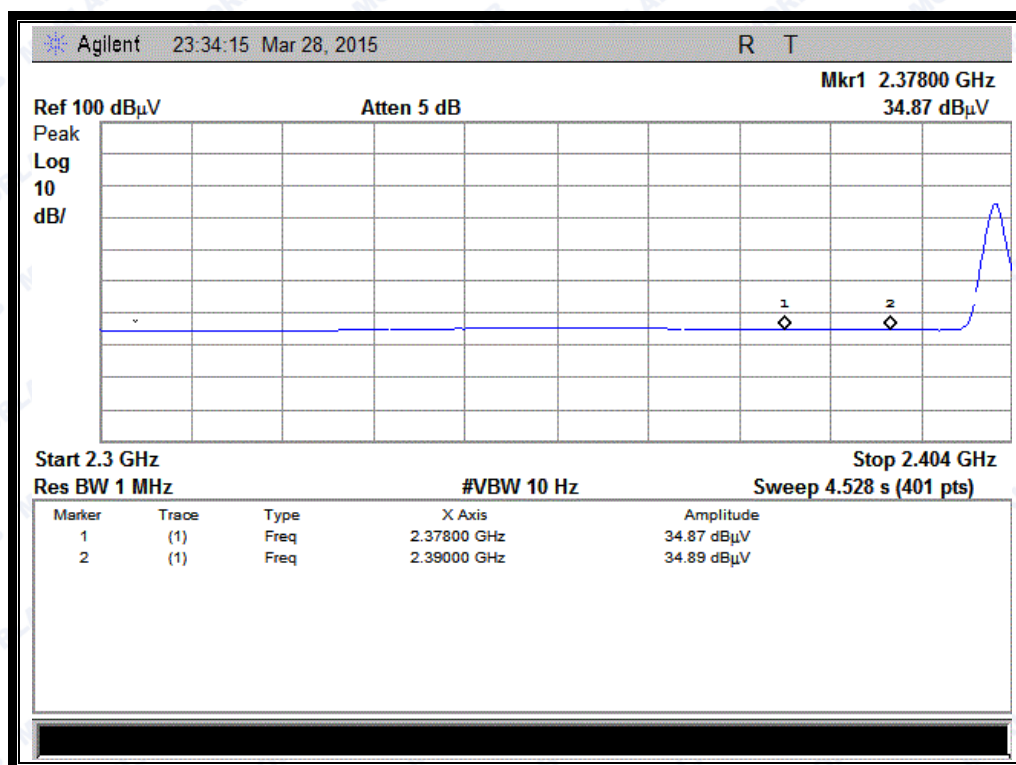 Agilent 23:34:15 Mar 28, 2015 R T
Mkr1 2.37800 GHz
Ref 100 dBµV Atten 5 dB 34.87 dBµV
Peak
Log
10
dB/
1 2
Start 2.3 GHz Stop 2.404 GHz
Res BW 1 MHz #VBW 10 Hz Sweep 4.528 s (401 pts)
Marker Trace Type X Axis Amplitude
1 (1) Freq 2.37800 GHz 34.87 dBµV
2 (1) Freq 2.39000 GHz 34.89 dBµV